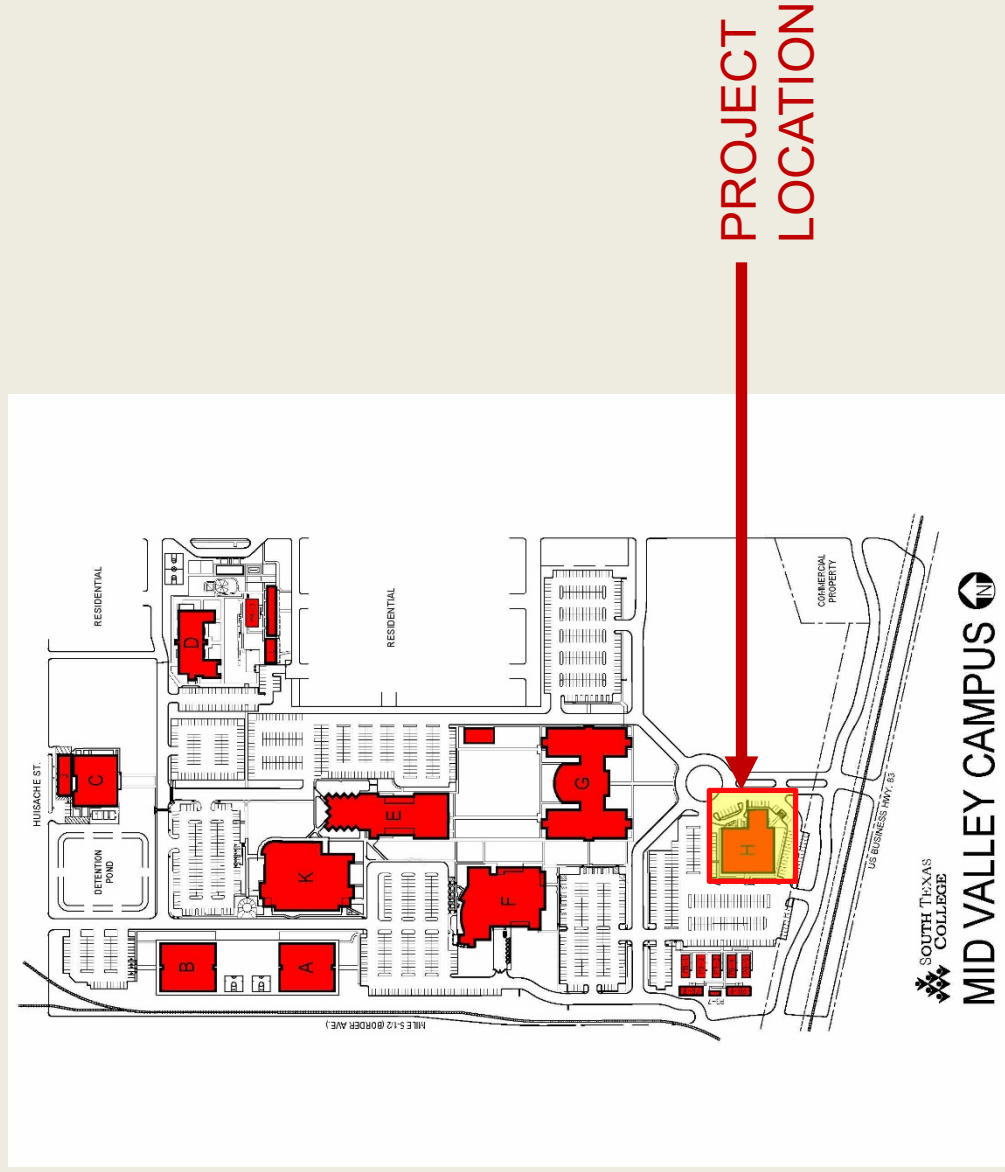 PROJECT
LOCATION
HUISACHE ST.
RESIDENTIAL
DETENTION
POND
J
C
D
B
A
K
E
RESIDENTIAL
F
G
MILE 5-1/2 (BORDER AVE.)
H
COMMERCIAL
PROPERTY
US BUSINESS HWY. 83
SOUTH TEXAS
COLLEGE
MID VALLEY CAMPUS
N